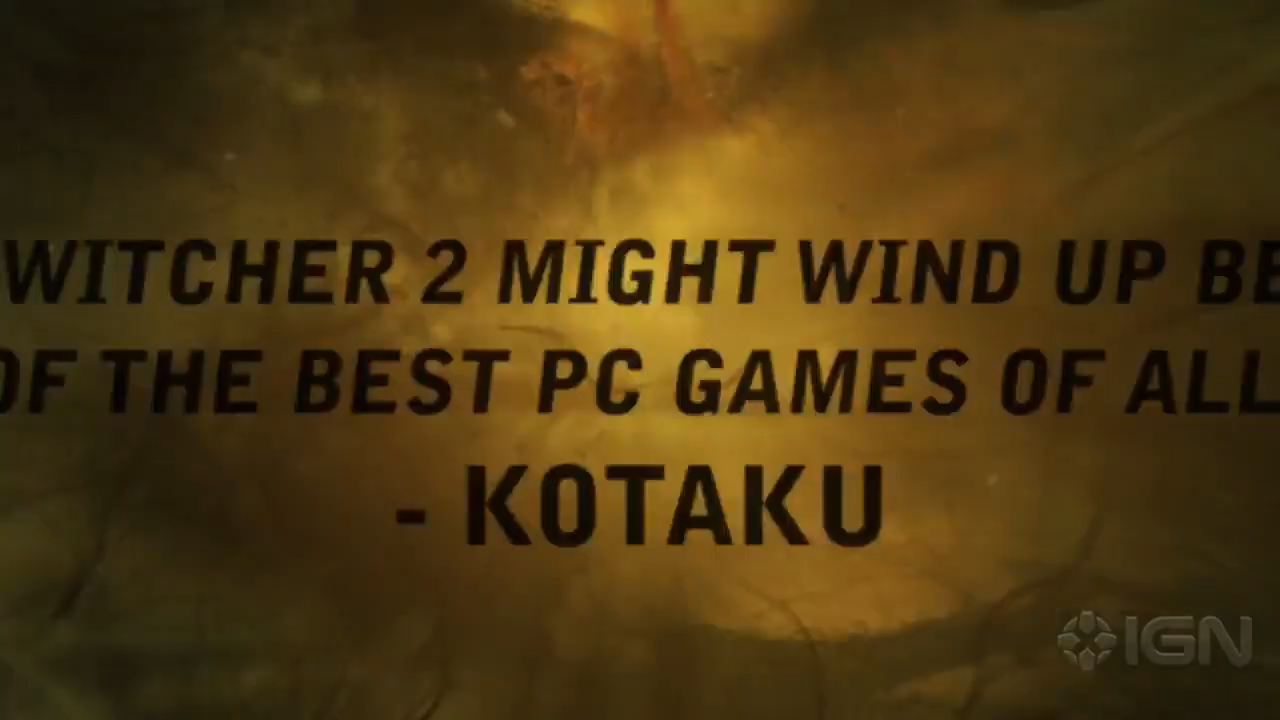 WITCHER 2 MIGHT WIND UP BE
OF THE BEST PC GAMES OF ALL
- KOTAKU
IGN